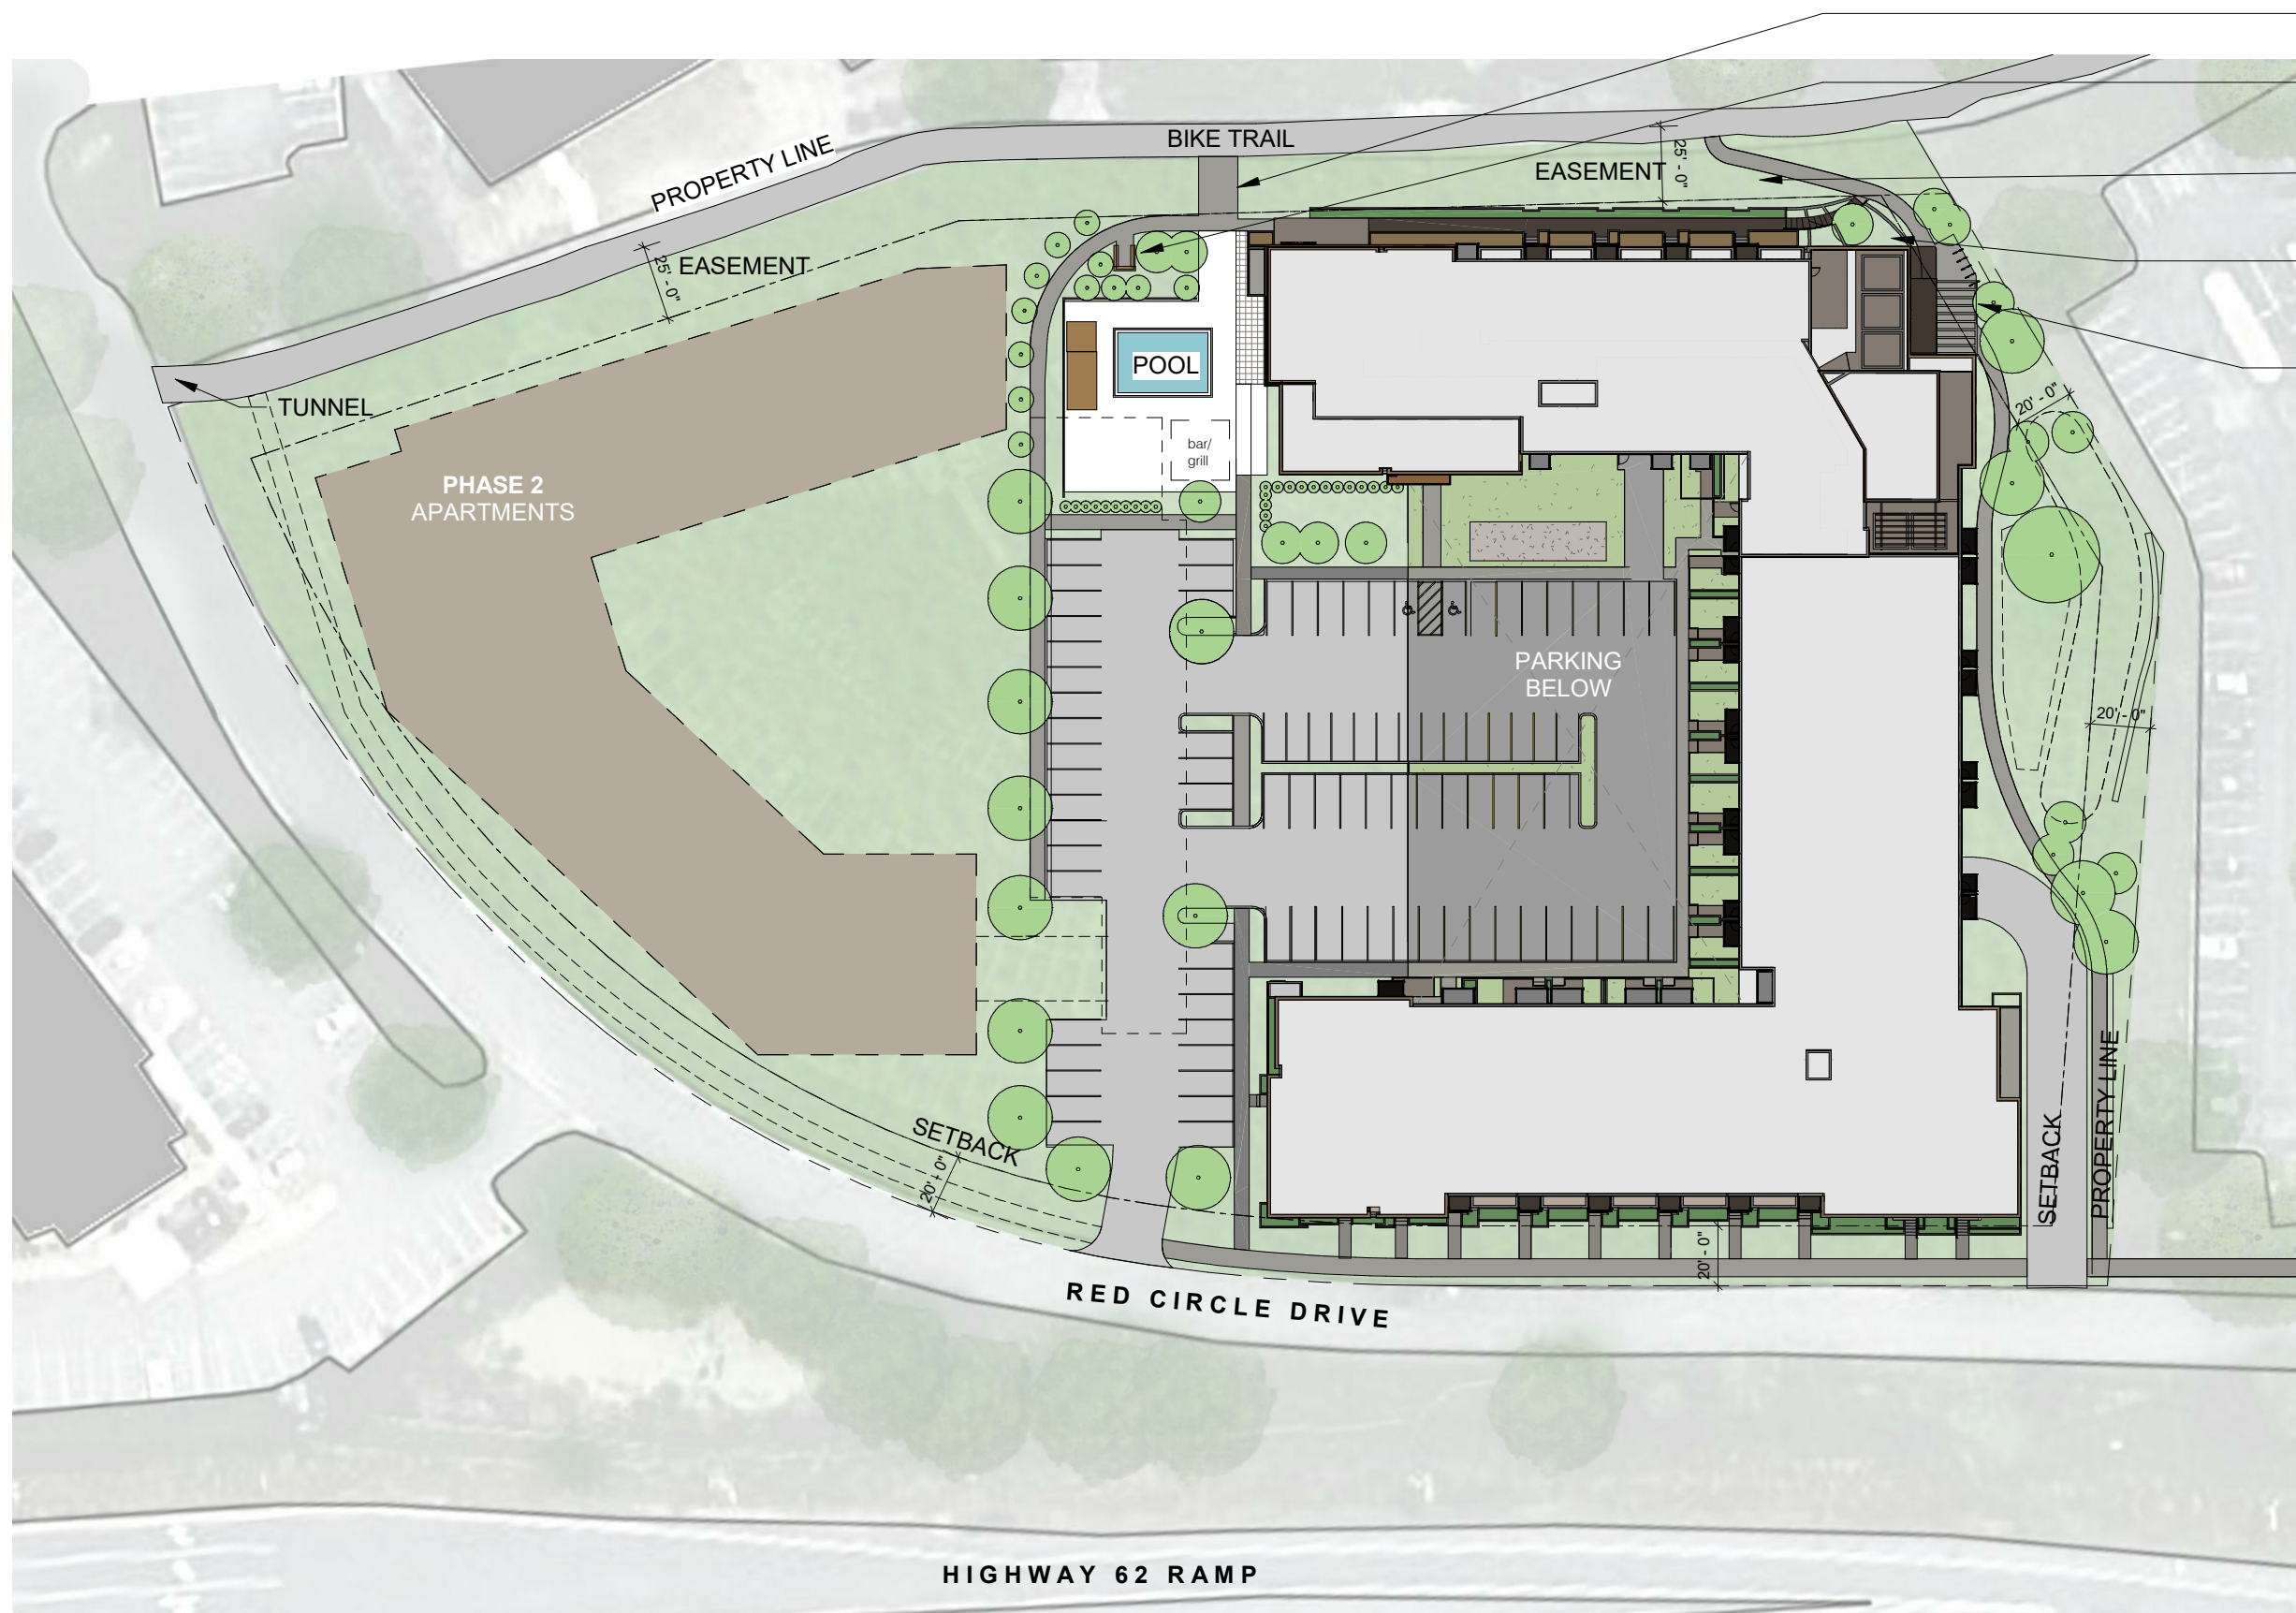 BIKE TRAIL
PROPERTY LINE
25' - 0"
EASEMENT
25' - 0"
EASEMENT
POOL
TUNNEL
20' - 0"
bar/
grill
PHASE 2
APARTMENTS
PARKING
BELOW
20' - 0"
SETBACK
20' - 0"
PROPERTY LINE
SETBACK
20' - 0"
RED CIRCLE DRIVE
HIGHWAY 62 RAMP